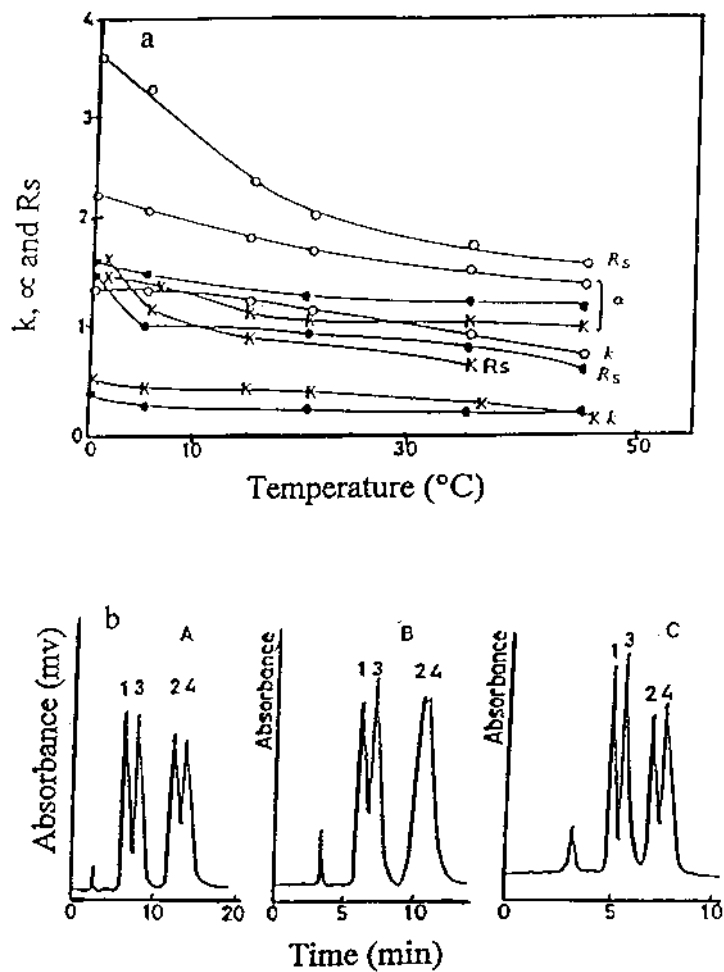 a
4
3
2
1
0
k, ∝ and Rs
Rs
α
k
Rs
Rs
k
0 10 30 50
Temperature (°C)
b
A
B
C
1 3
2 4
1 3
2 4
1 3
2 4
Absorbance (mv)
Absorbance
Absorbance
0 10 20
0 5 10
0 5 10
Time (min)